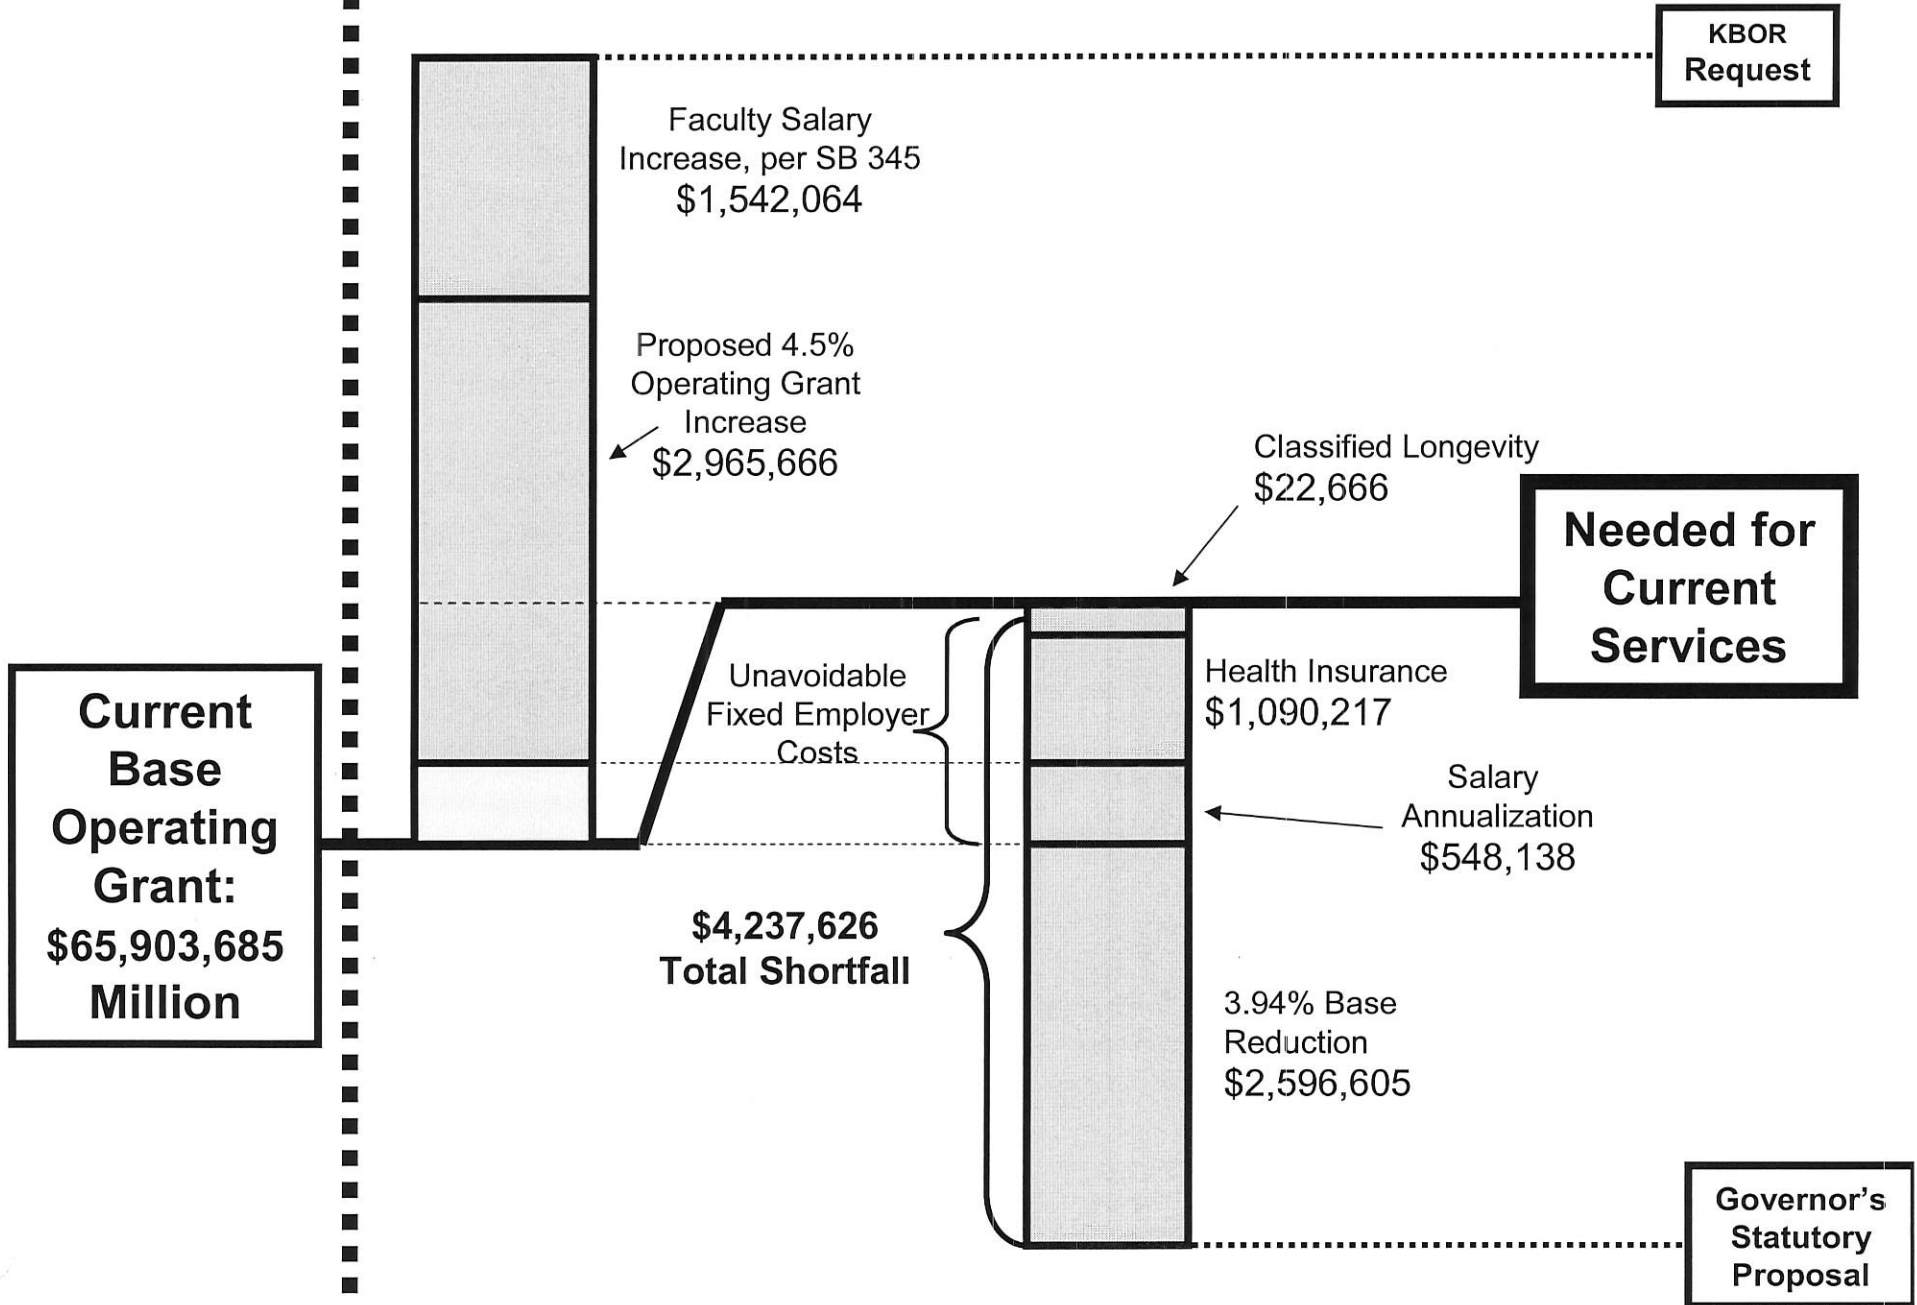 KBOR
Request
Faculty Salary
Increase, per SB 345
$1,542,064
Proposed 4.5%
Operating Grant
Increase
$2,965,666
Classified Longevity
$22,666
Needed for
Current
Services
Unavoidable
Fixed Employer
Costs
Health Insurance
$1,090,217
Current
Base
Operating
Grant:
$65,903,685
Million
Salary
Annualization
$548,138
$4,237,626
Total Shortfall
3.94% Base
Reduction
$2,596,605
Governor's
Statutory
Proposal